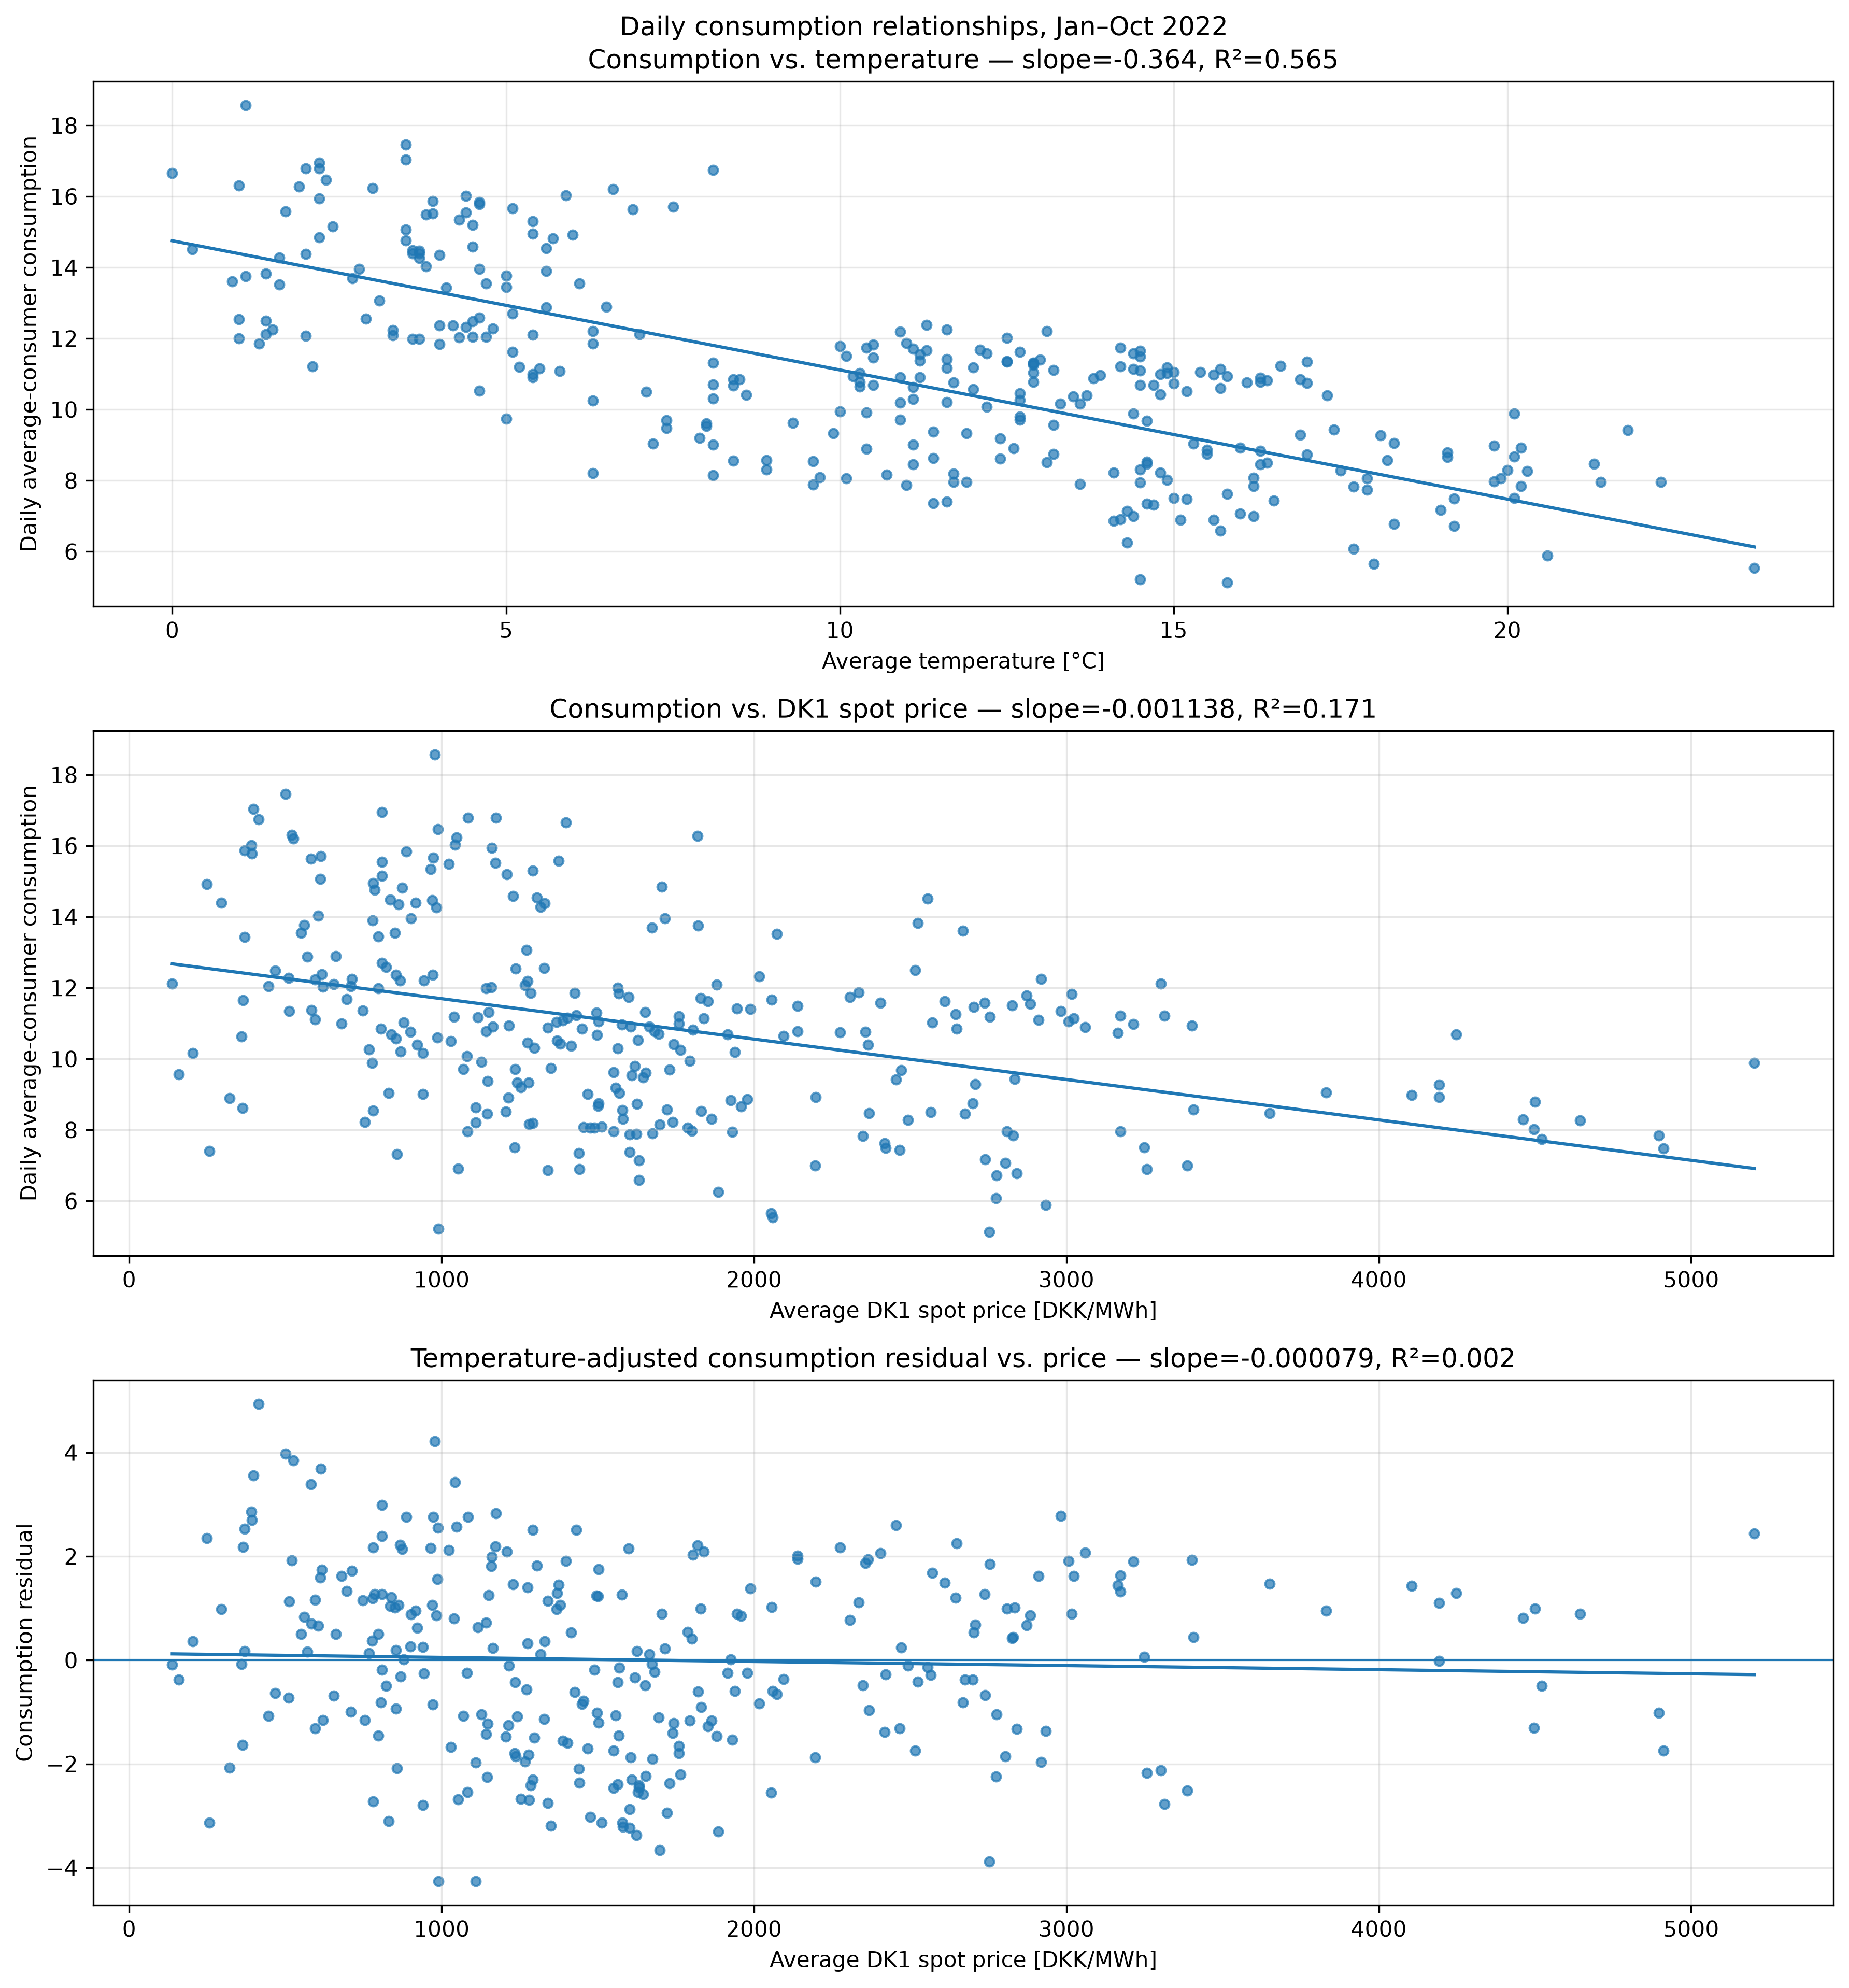 Daily consumption relationships, Jan–Oct 2022
Consumption vs. temperature — slope=-0.364, R²=0.565
Daily average-consumer consumption
18
16
14
12
10
8
6
0 5 10 15 20
Average temperature [°C]
Consumption vs. DK1 spot price — slope=-0.001138, R²=0.171
Daily average-consumer consumption
18
16
14
12
10
8
6
0 1000 2000 3000 4000 5000
Average DK1 spot price [DKK/MWh]
Temperature-adjusted consumption residual vs. price — slope=-0.000079, R²=0.002
Consumption residual
4
2
0
−2
−4
0 1000 2000 3000 4000 5000
Average DK1 spot price [DKK/MWh]